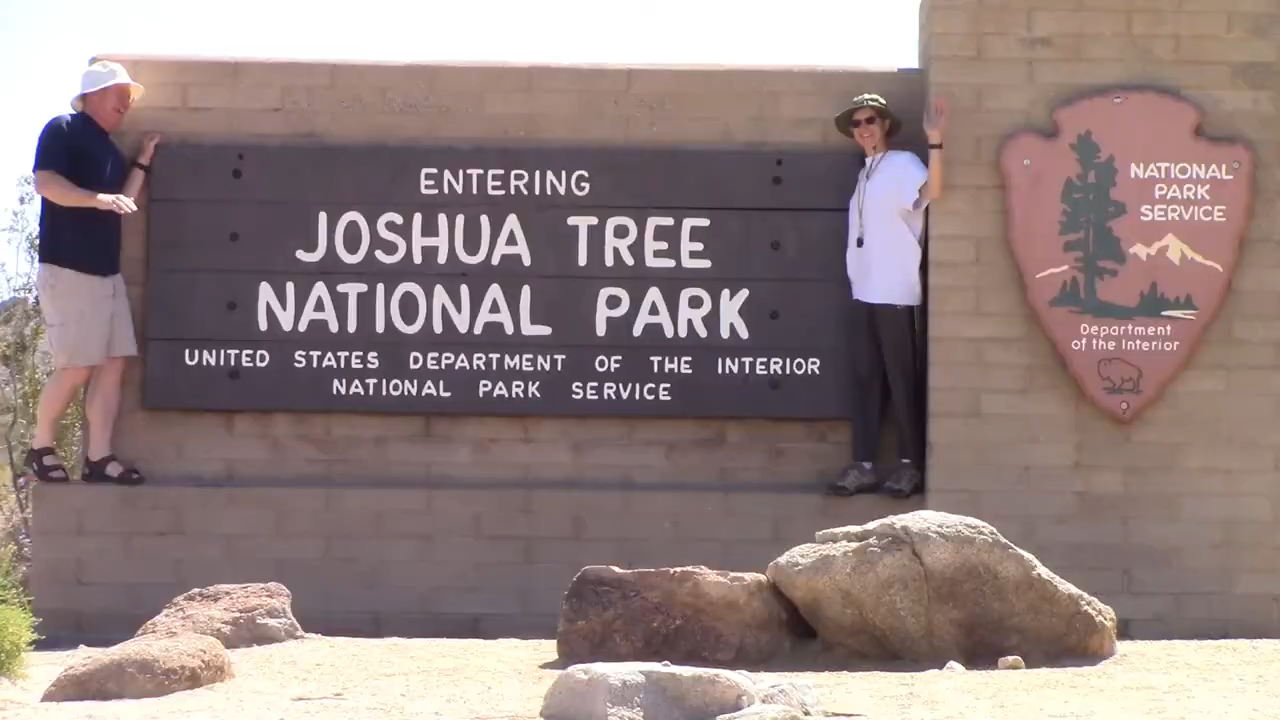 ENTERING
JOSHUA TREE
NATIONAL PARK
UNITED STATES DEPARTMENT OF THE INTERIOR
NATIONAL PARK SERVICE
NATIONAL
PARK
SERVICE
Department
of the Interior